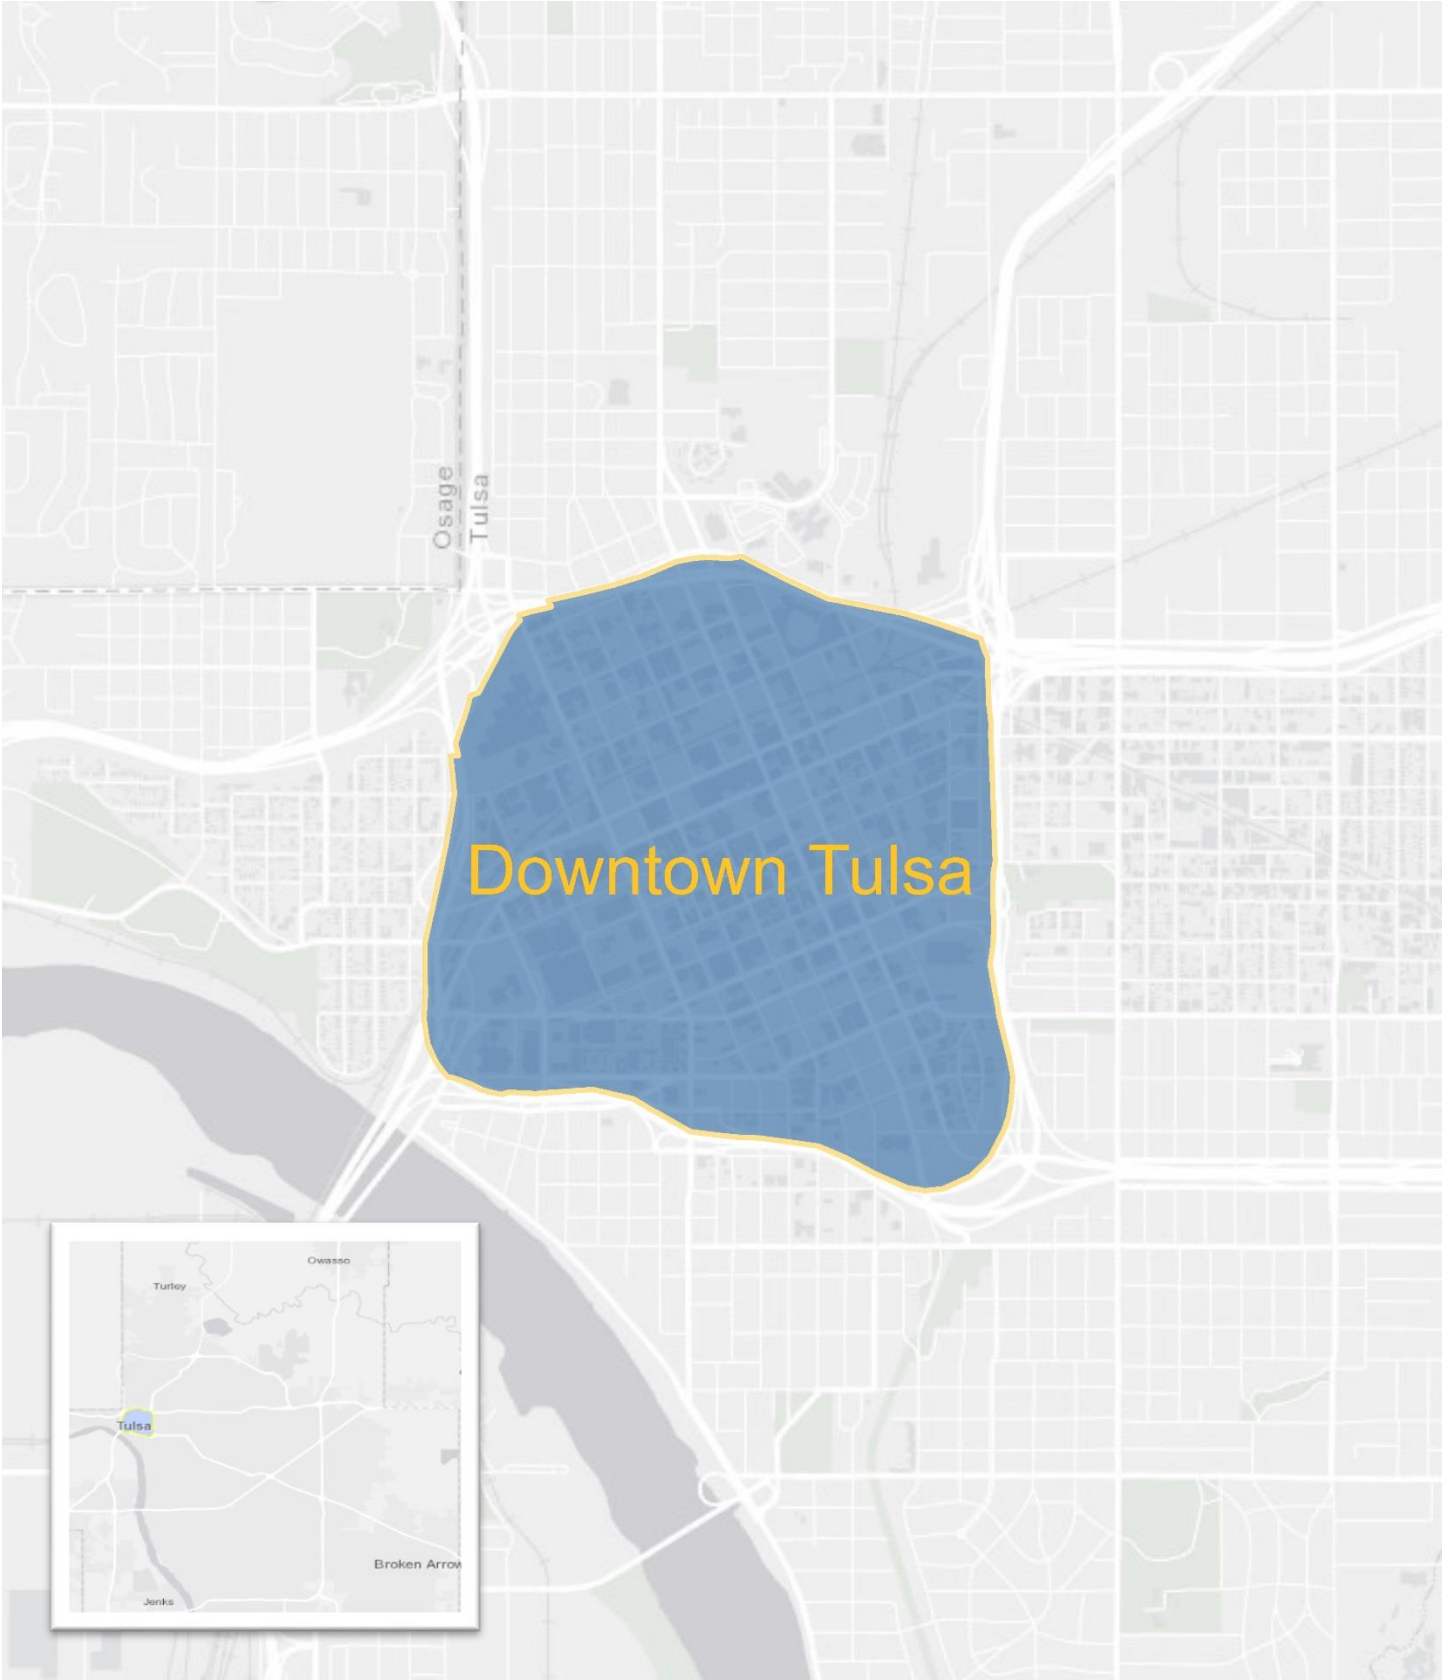 Osage
Tulsa
Downtown Tulsa
Owasso
Turley
Tulsa
Broken Arrow
Jenks